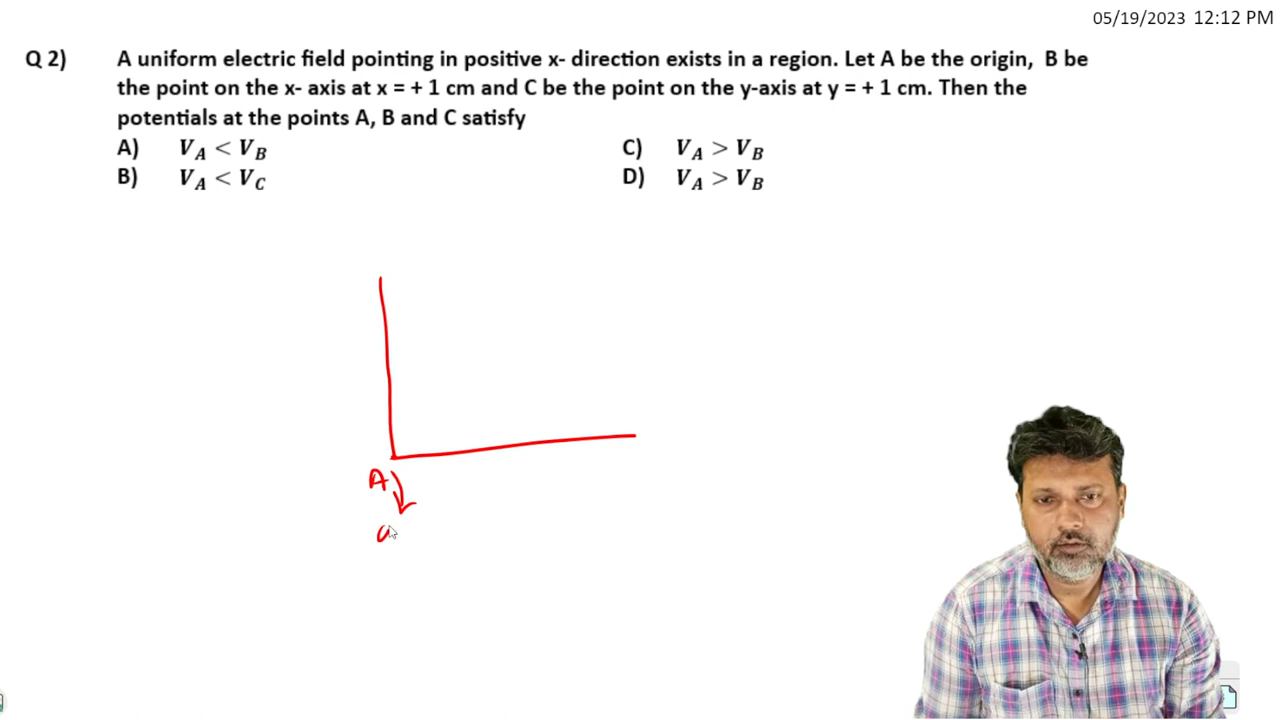 05/19/2023 12:12 PM
Q 2) A uniform electric field pointing in positive x- direction exists in a region. Let A be the origin, B be
the point on the x- axis at x = + 1 cm and C be the point on the y-axis at y = + 1 cm. Then the
potentials at the points A, B and C satisfy
A) V_A < V_B C) V_A > V_B
B) V_A < V_C D) V_A > V_B
A